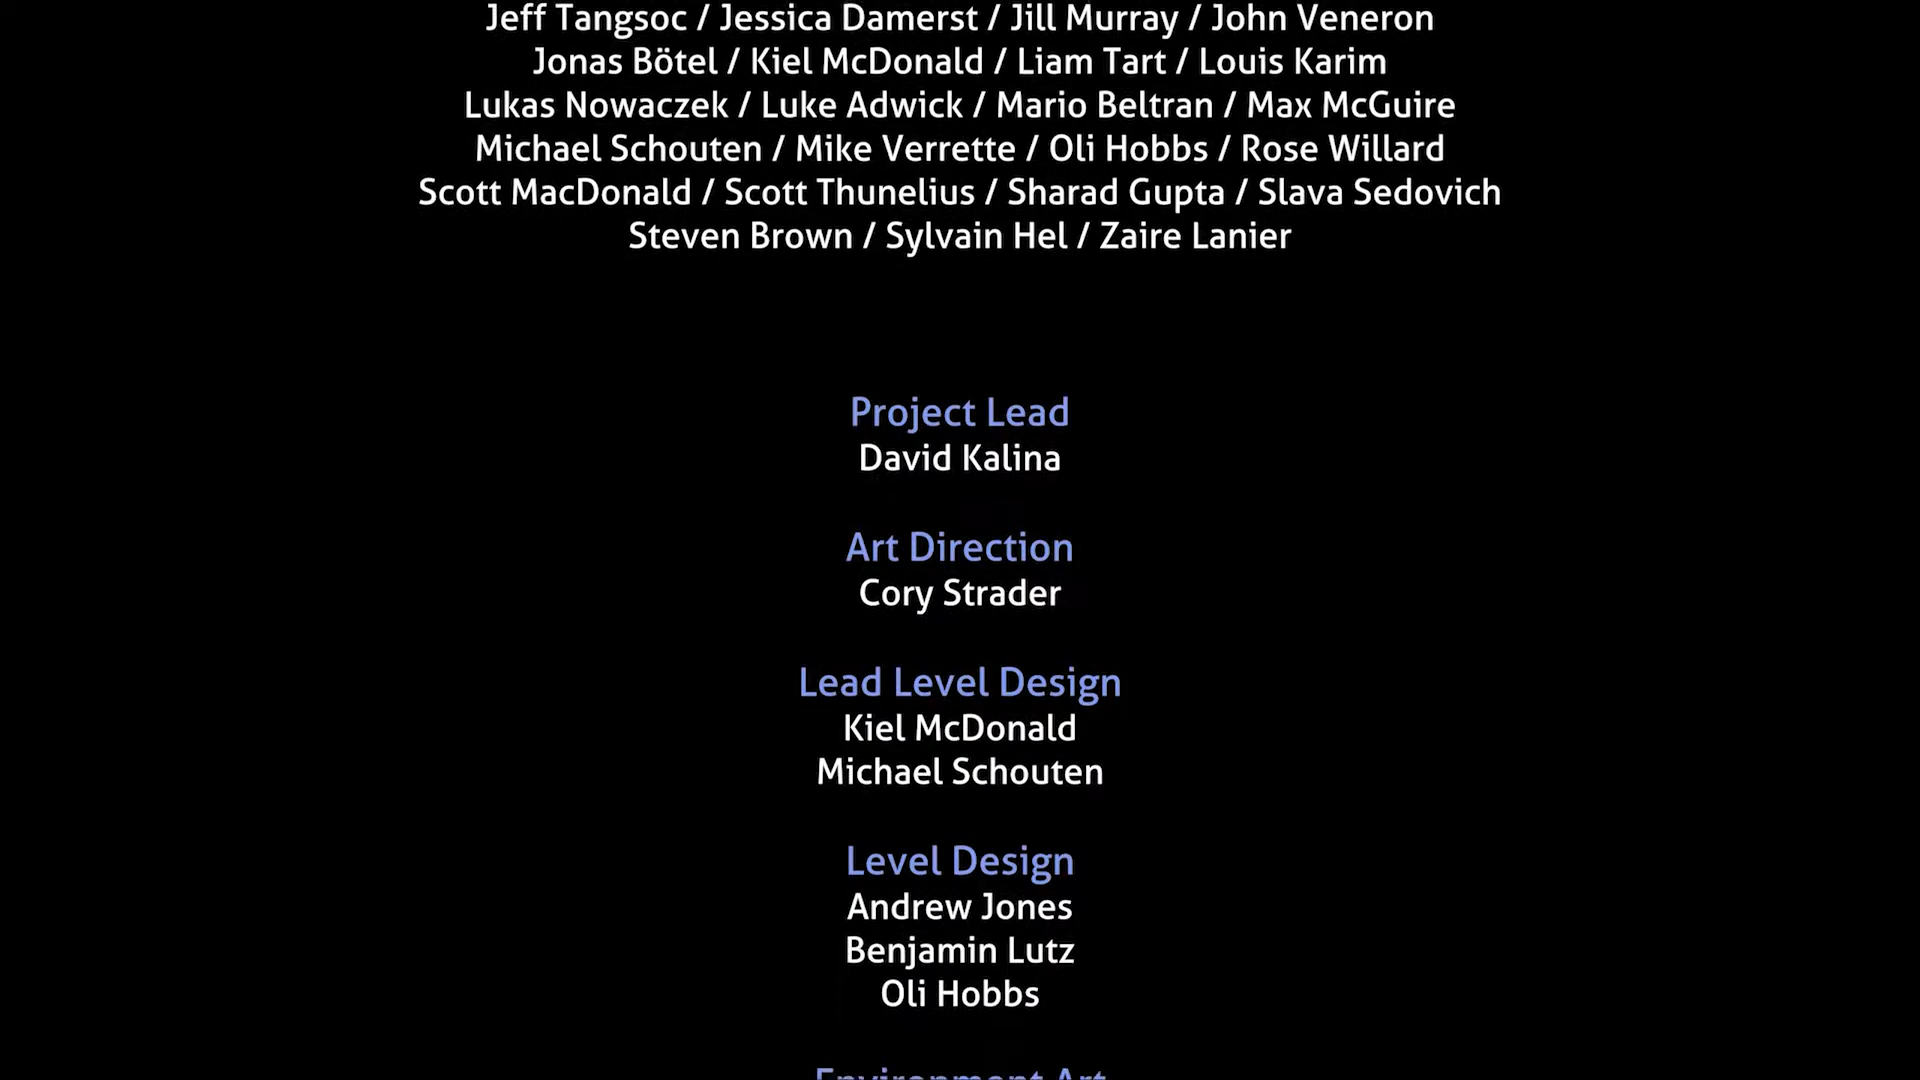 Jeff Tangsoc / Jessica Damerst / Jill Murray / John Veneron
Jonas Bötel / Kiel McDonald / Liam Tart / Louis Karim
Lukas Nowaczek / Luke Adwick / Mario Beltran / Max McGuire
Michael Schouten / Mike Verrette / Oli Hobbs / Rose Willard
Scott MacDonald / Scott Thunelius / Sharad Gupta / Slava Sedovich
Steven Brown / Sylvain Hel / Zaire Lanier
Project Lead
David Kalina
Art Direction
Cory Strader
Lead Level Design
Kiel McDonald
Michael Schouten
Level Design
Andrew Jones
Benjamin Lutz
Oli Hobbs
Environment Art